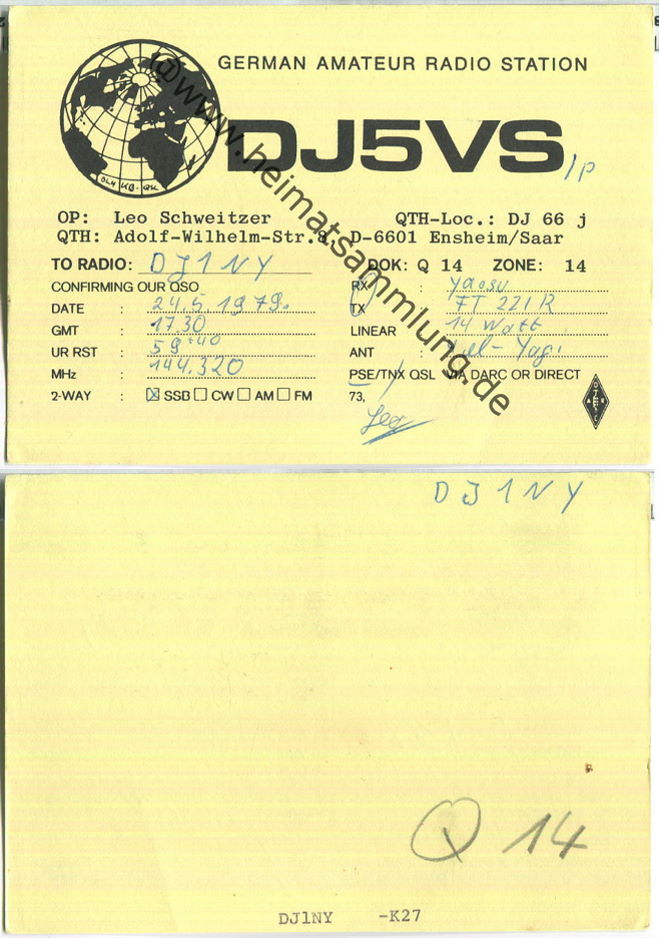 GERMAN AMATEUR RADIO STATION
DJ5VS/p
OP: Leo Schweitzer QTH-Loc.: DJ 66 j
QTH: Adolf-Wilhelm-Str. D-6601 Ensheim/Saar
TO RADIO: DJ1NY DOK: Q 14 ZONE: 14
CONFIRMING OUR QSO RX : Yaesu
DATE : 24.5.1979. TX FT 221R
GMT : 17.30 LINEAR 14 Watt
UR RST : 59+40 ANT : Yagi
MHz : 144.320 PSE/TNX QSL VIA DARC OR DIRECT
2-WAY : ☒ SSB ☐ CW ☐ AM ☐ FM 73,
Leo
@www.heimatsammlung.de
DJ1NY
Q 14
DJ1NY -K27